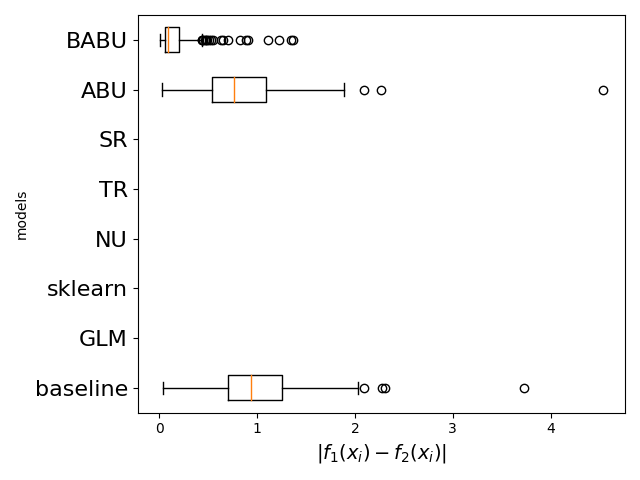 BABU
ABU
SR
TR
NU
sklearn
GLM
baseline
models
0 1 2 3 4
|f₁(xᵢ) − f₂(xᵢ)|